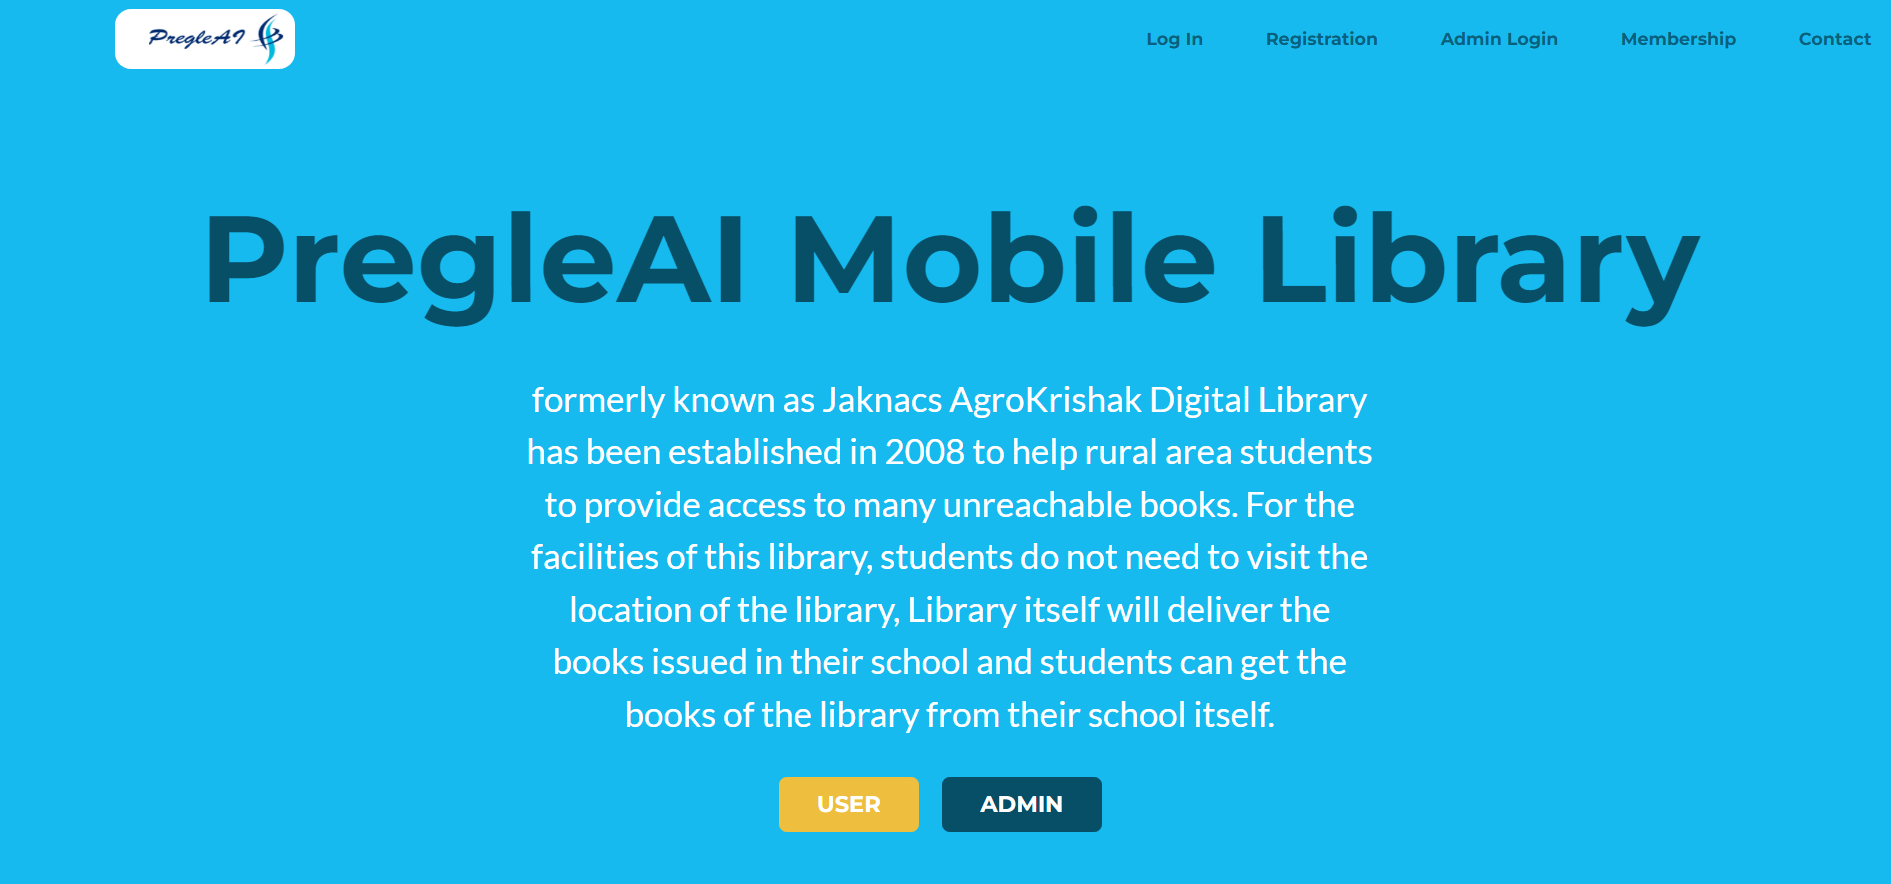 PregleAI
Log In
Registration
Admin Login
Membership
Contact
PregleAI Mobile Library
formerly known as Jaknacs AgroKrishak Digital Library
has been established in 2008 to help rural area students
to provide access to many unreachable books. For the
facilities of this library, students do not need to visit the
location of the library, Library itself will deliver the
books issued in their school and students can get the
books of the library from their school itself.
USER
ADMIN